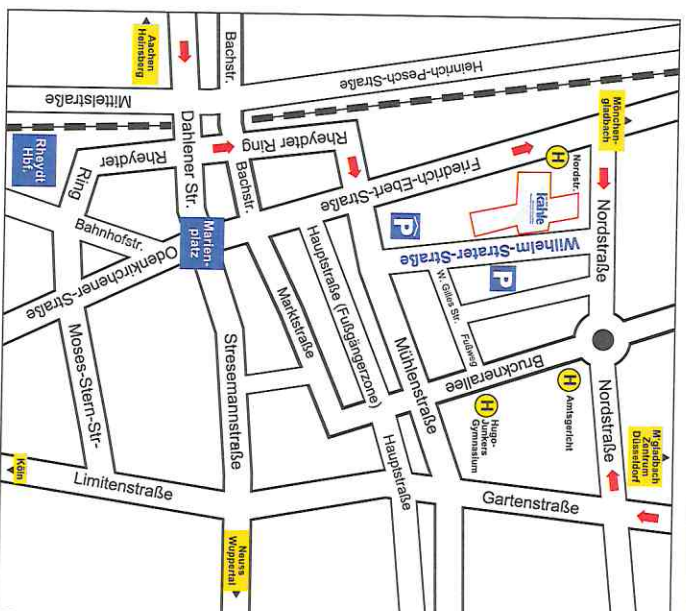 Aachen
Heinsberg
Bachstr.
Heinrich-Pesch-Straße
Mittelstraße
Dahlener Str.
Rheydt
Hbf.
Rheydter
Ring
Rheydter Ring
Bachstr.
Friedrich-Ebert-Straße
Mönchen-
gladbach
H
Nordstr.
kähle
Nordstraße
Wilhelm-Strater-Straße
P
P
Marien-
platz
Bahnhofstr.
Odenkirchener-Straße
Hauptstraße (Fußgängerzone)
Marktstraße
W. Gilles Str.
Fußweg
Mühlenstraße
Brucknerallee
H
Amtsgericht
H
Hugo-
Junkers
Gymnasium
Nordstraße
M'gladbach
Zentrum
Düsseldorf
Moses-Stern-Str-
Stresemannstraße
Hauptstraße
Gartenstraße
Limitenstraße
Köln
Neuss
Wuppertal